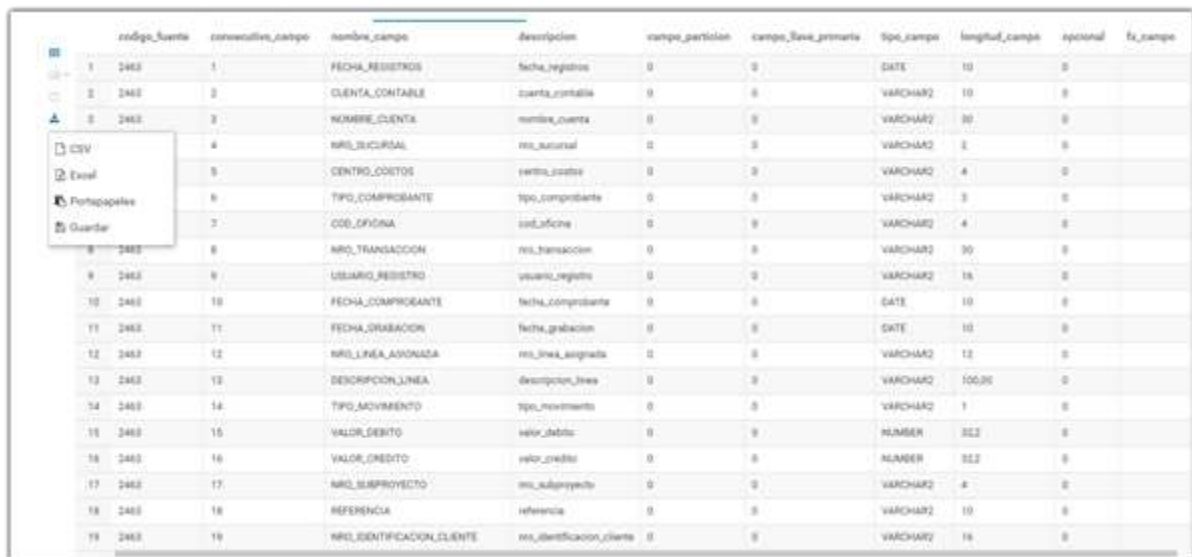 codigo_fuente consecutivo_campo nombre_campo descripcion campo_particion campo_llave_primaria tipo_campo longitud_campo opcional fx_campo
1 2463 1 FECHA_REGISTROS fecha_registros 0 0 DATE 10 0
2 2463 2 CUENTA_CONTABLE cuenta_contable 0 0 VARCHAR2 10 0
3 2463 3 NOMBRE_CUENTA nombre_cuenta 0 0 VARCHAR2 30 0
CSV
Excel
Portapapeles
Guardar
4 NRO_SUCURSAL nro_sucursal 0 0 VARCHAR2 0
5 CENTRO_COSTOS centro_costos 0 0 VARCHAR2 4 0
6 TIPO_COMPROBANTE tipo_comprobante 0 0 VARCHAR2 3 0
7 COD_OFICINA cod_oficina 0 0 VARCHAR2 4 0
8 2463 8 NRO_TRANSACCION nro_transaccion 0 0 VARCHAR2 30 0
9 2463 9 USUARIO_REGISTRO usuario_registro 0 0 VARCHAR2 16 0
10 2463 10 FECHA_COMPROBANTE fecha_comprobante 0 0 DATE 10 0
11 2463 11 FECHA_GRABACION fecha_grabacion 0 0 DATE 10 0
12 2463 12 NRO_LINEA_ASIGNADA nro_linea_asignada 0 0 VARCHAR2 12 0
13 2463 13 DESCRIPCION_LINEA descripcion_linea 0 0 VARCHAR2 0
14 2463 14 TIPO_MOVIMIENTO tipo_movimiento 0 0 VARCHAR2 1 0
15 2463 15 VALOR_DEBITO valor_debito 0 0 NUMBER 32,2 0
16 2463 16 VALOR_CREDITO valor_credito 0 0 NUMBER 32,2 0
17 2463 17 NRO_SUBPROYECTO nro_subproyecto 0 0 VARCHAR2 4 0
18 2463 18 REFERENCIA referencia 0 0 VARCHAR2 10 0
19 2463 19 NRO_IDENTIFICACION_CLIENTE nro_identificacion_cliente 0 0 VARCHAR2 16 0